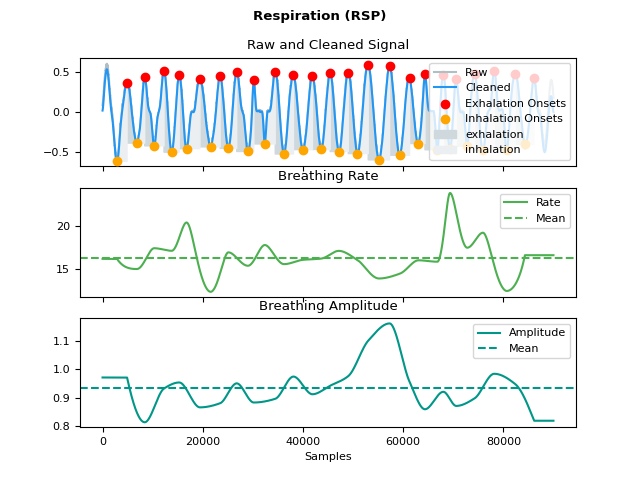 Respiration (RSP)
Raw and Cleaned Signal
0.5
0.0
−0.5
Raw
Cleaned
Exhalation Onsets
Inhalation Onsets
exhalation
inhalation
Breathing Rate
20
15
Rate
Mean
Breathing Amplitude
1.1
1.0
0.9
0.8
Amplitude
Mean
0 20000 40000 60000 80000
Samples